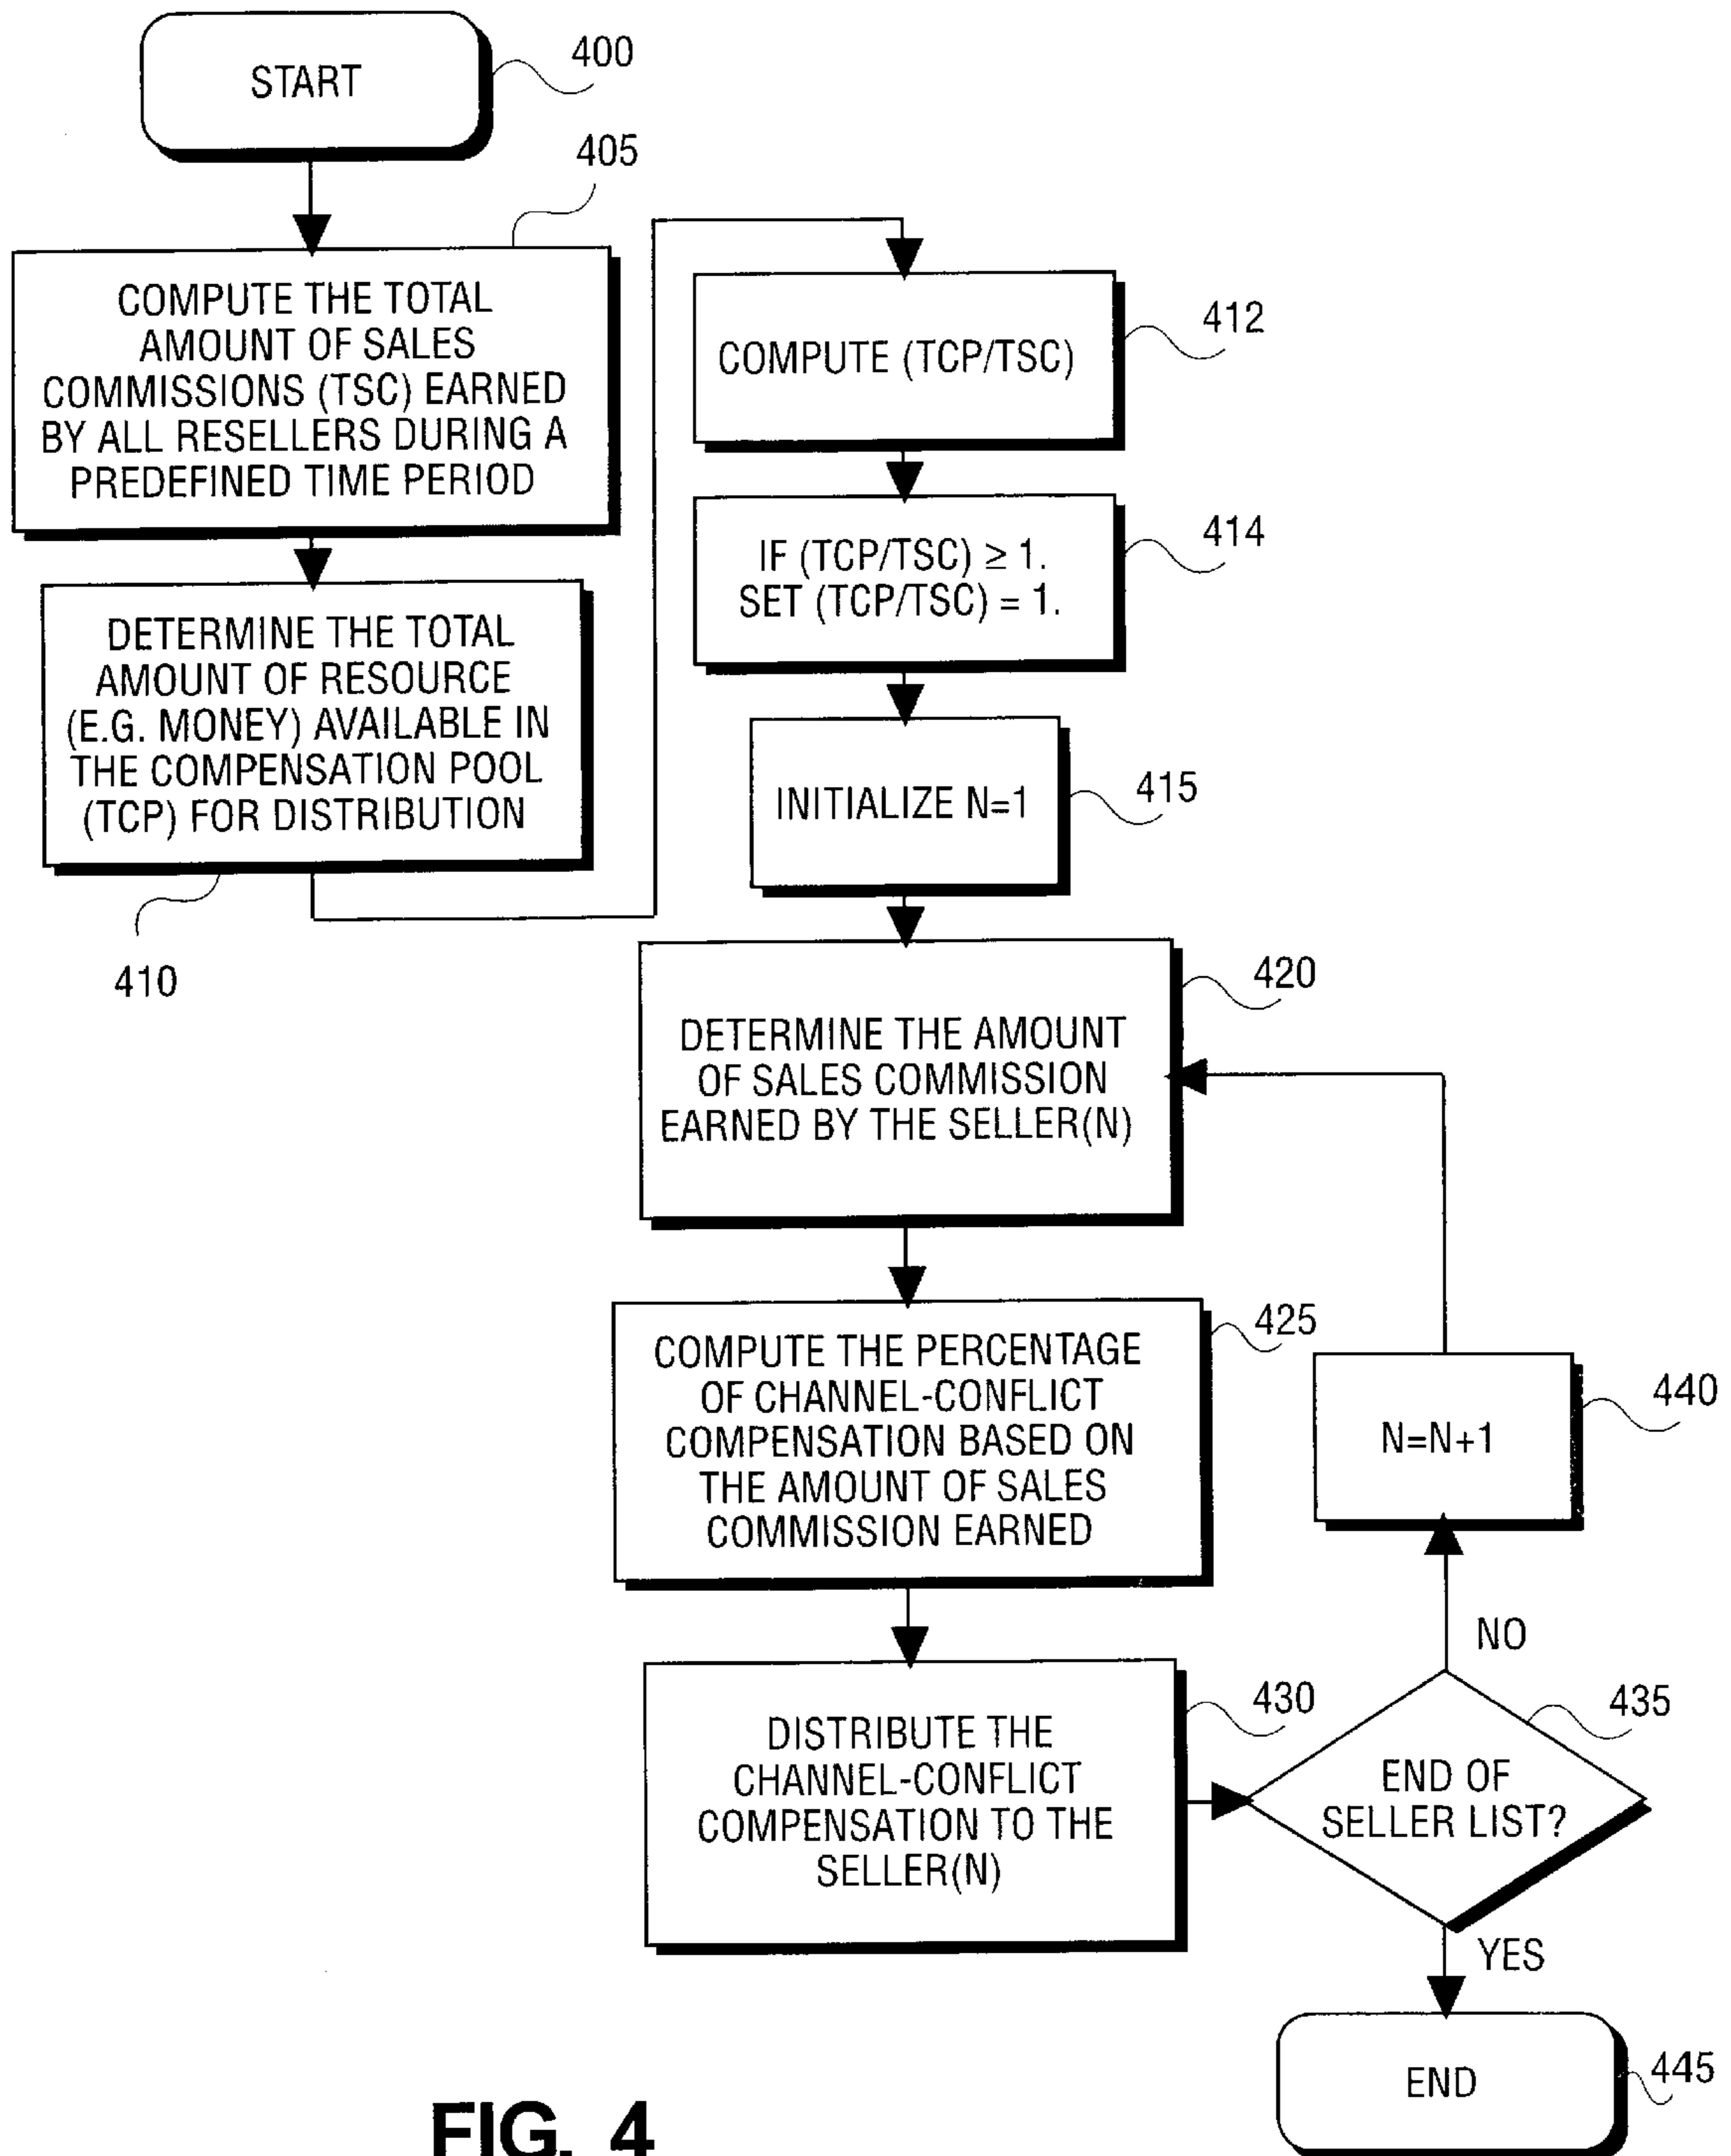 START
400
405
COMPUTE THE TOTAL
AMOUNT OF SALES
COMMISSIONS (TSC) EARNED
BY ALL RESELLERS DURING A
PREDEFINED TIME PERIOD
DETERMINE THE TOTAL
AMOUNT OF RESOURCE
(E.G. MONEY) AVAILABLE IN
THE COMPENSATION POOL
(TCP) FOR DISTRIBUTION
410
COMPUTE (TCP/TSC)
412
IF (TCP/TSC) ≥ 1.
SET (TCP/TSC) = 1.
414
INITIALIZE N=1
415
DETERMINE THE AMOUNT
OF SALES COMMISSION
EARNED BY THE SELLER(N)
420
COMPUTE THE PERCENTAGE
OF CHANNEL-CONFLICT
COMPENSATION BASED ON
THE AMOUNT OF SALES
COMMISSION EARNED
425
N=N+1
440
NO
DISTRIBUTE THE
CHANNEL-CONFLICT
COMPENSATION TO THE
SELLER(N)
430
END OF
SELLER LIST?
435
YES
END
445
FIG. 4